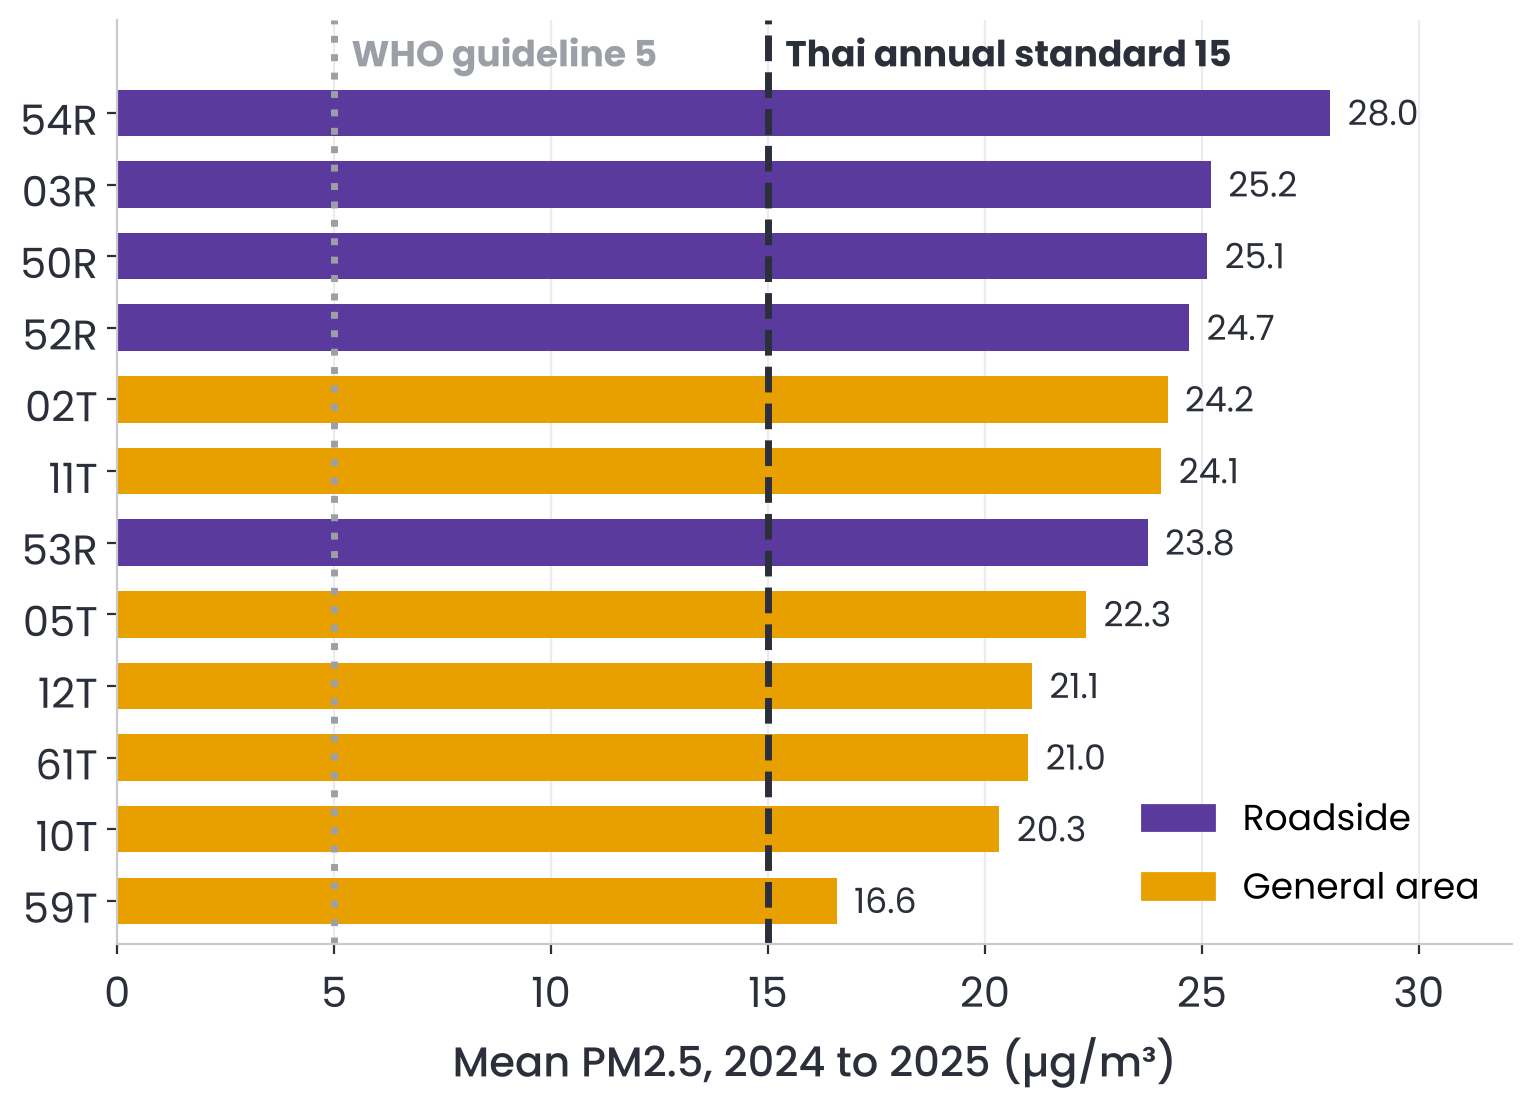 WHO guideline 5
Thai annual standard 15
54R 28.0
03R 25.2
50R 25.1
52R 24.7
02T 24.2
11T 24.1
53R 23.8
05T 22.3
12T 21.1
61T 21.0
10T 20.3
59T 16.6
Roadside
General area
0 5 10 15 20 25 30
Mean PM2.5, 2024 to 2025 (µg/m³)